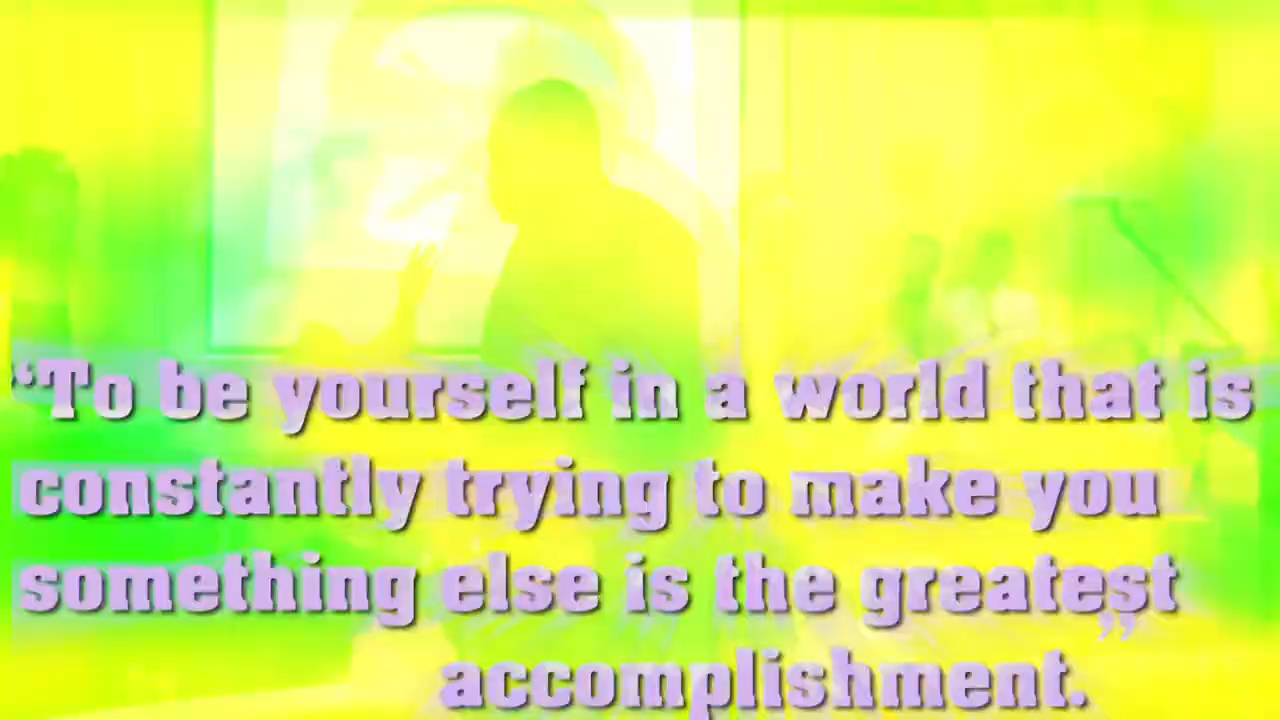 “To be yourself in a world that is
constantly trying to make you
something else is the greatest
accomplishment.”